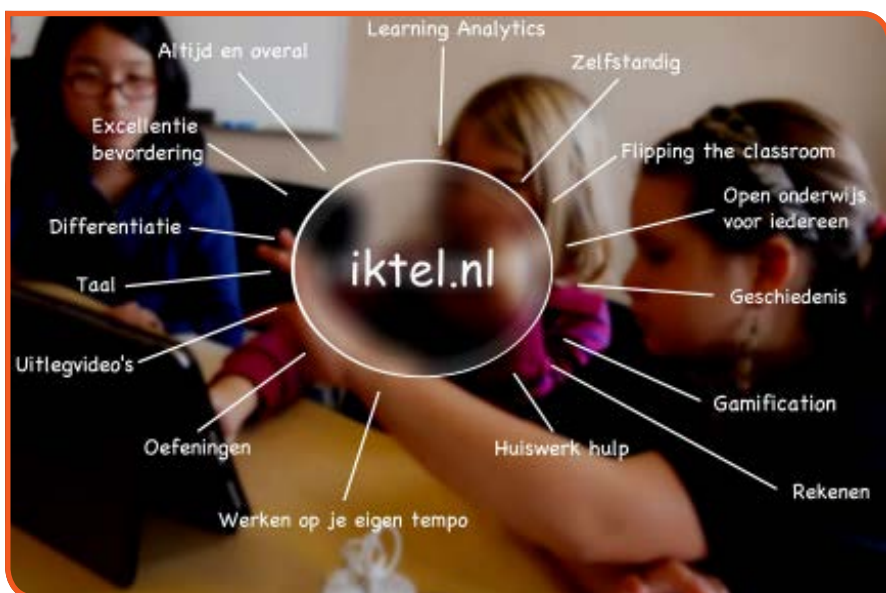 Learning Analytics
Altijd en overal
Zelfstandig
Excellentie
bevordering
Flipping the classroom
Open onderwijs
voor iedereen
Differentiatie
iktel.nl
Taal
Geschiedenis
Uitlegvideo's
Gamification
Oefeningen
Huiswerk hulp
Rekenen
Werken op je eigen tempo